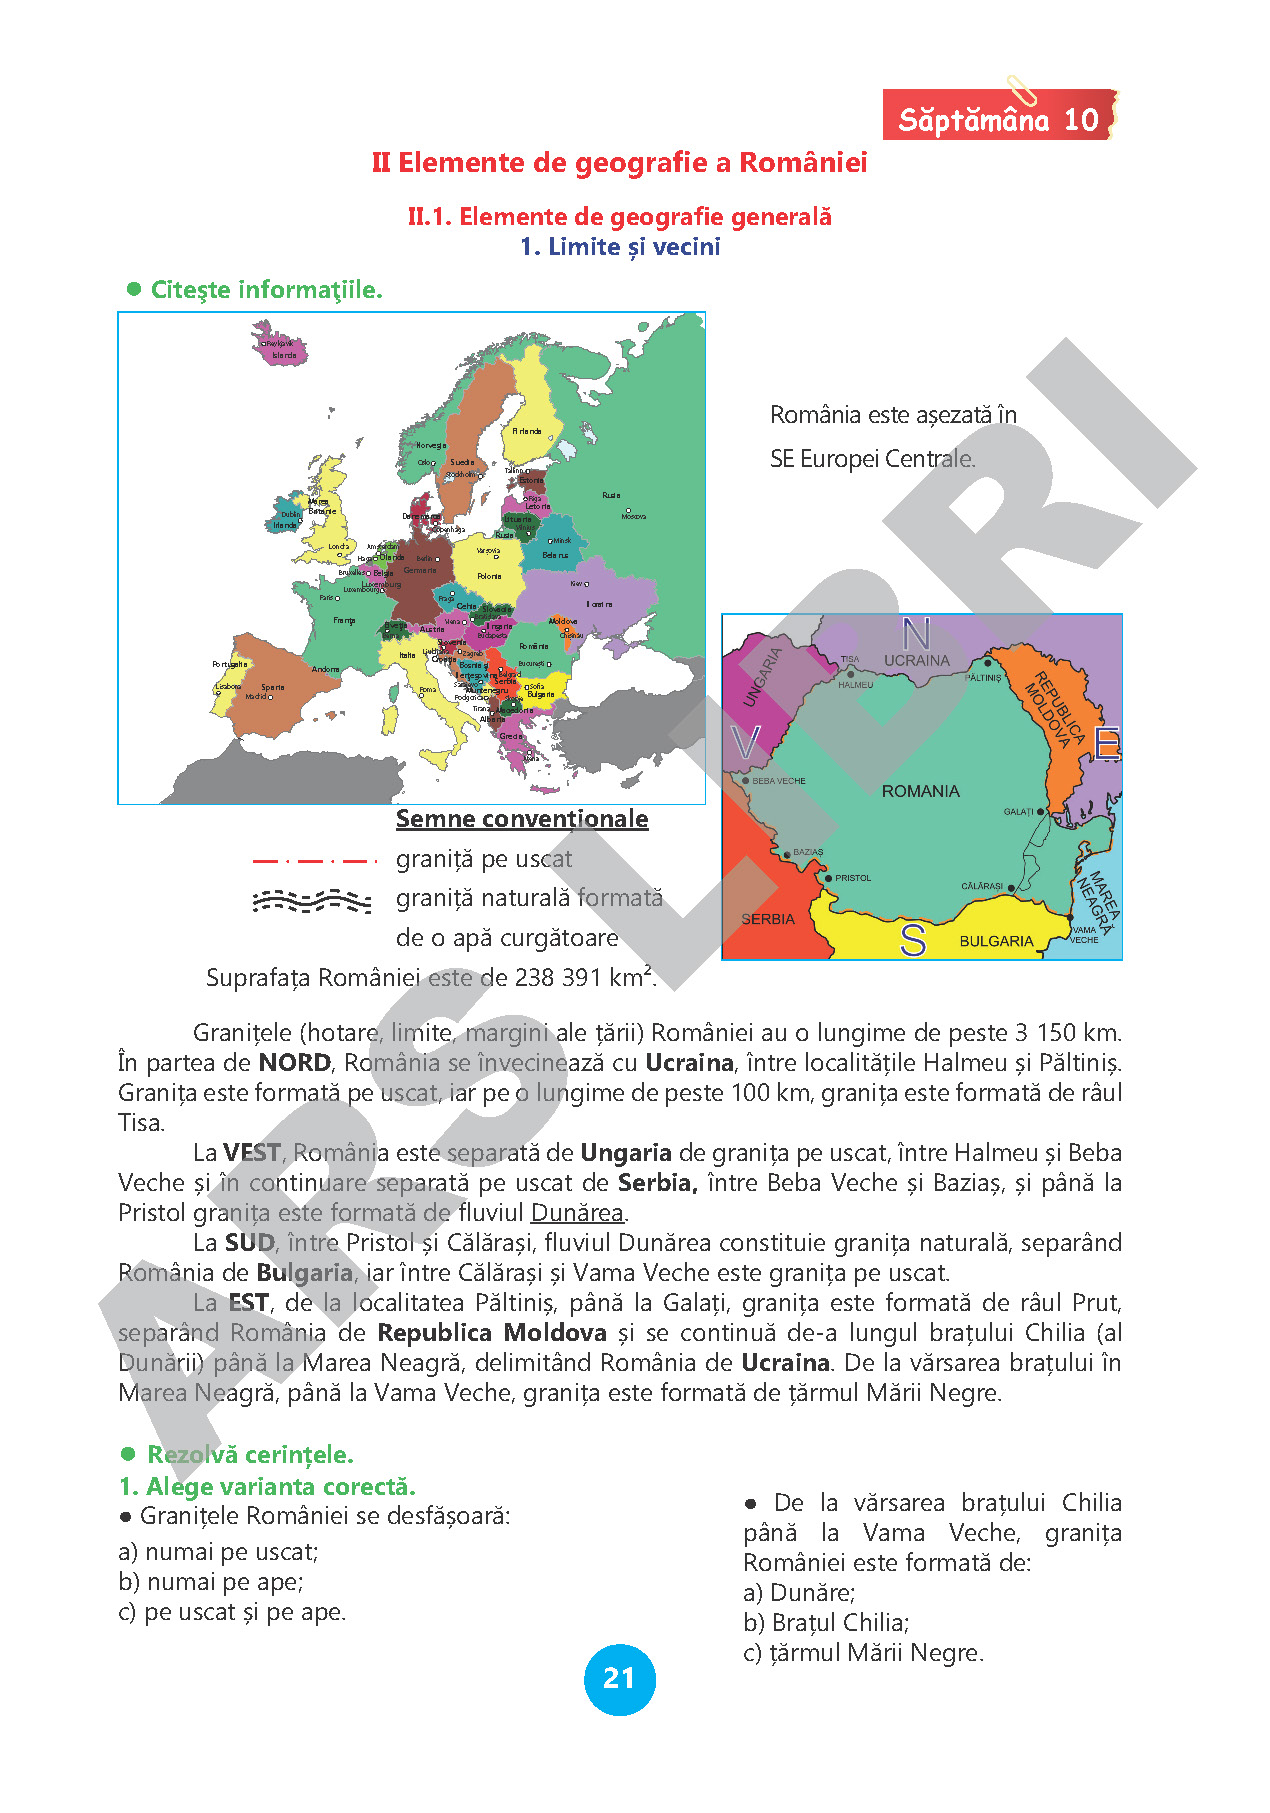 Săptămâna 10
II Elemente de geografie a României
II.1. Elemente de geografie generală
1. Limite și vecini
● Citeşte informaţiile.
Reykjavik
Islanda
Norvegia
Oslo
Suedia
Stockholm
Finlanda
Tallinn
Estonia
Riga
Letonia
Lituania
Vilnius
Rusia
Rusia
Moscova
Minsk
Belarus
Marea
Britanie
Dublin
Irlanda
Londra
Danemarca
Copenhaga
Amsterdam
Haga
Olanda
Berlin
Germania
Varșovia
Polonia
Bruxelles
Belgia
Luxemburg
Luxembourg
Paris
Franța
Praga
Cehia
Slovacia
Bratislava
Kiev
Ucraina
Elveția
Viena
Austria
Ungaria
Budapesta
Moldova
Chișinău
Slovenia
Ljubljana
Zagreb
Croația
România
București
Italia
Roma
Bosnia și
Herțegovina
Belgrad
Serbia
Sarajevo
Muntenegru
Podgorica
Sofia
Bulgaria
Skopje
Macedonia
Tirana
Albania
Grecia
Atena
Portugalia
Lisabona
Spania
Madrid
Andorra
România este așezată în
SE Europei Centrale.
N
UCRAINA
TISA
HALMEU
PĂLTINIȘ
UNGARIA
REPUBLICA
MOLDOVA
V
E
BEBA VECHE
ROMANIA
GALAȚI
BAZIAȘ
PRISTOL
CĂLĂRAȘI
MAREA
NEAGRĂ
SERBIA
S
BULGARIA
VAMA
VECHE
Semne convenționale
graniță pe uscat
graniță naturală formată
de o apă curgătoare
Suprafața României este de 238 391 km².
Granițele (hotare, limite, margini ale țării) României au o lungime de peste 3 150 km.
În partea de NORD, România se învecinează cu Ucraina, între localitățile Halmeu și Păltiniș.
Granița este formată pe uscat, iar pe o lungime de peste 100 km, granița este formată de râul
Tisa.
La VEST, România este separată de Ungaria de granița pe uscat, între Halmeu și Beba
Veche și în continuare separată pe uscat de Serbia, între Beba Veche și Baziaș, și până la
Pristol granița este formată de fluviul Dunărea.
La SUD, între Pristol și Călărași, fluviul Dunărea constituie granița naturală, separând
România de Bulgaria, iar între Călărași și Vama Veche este granița pe uscat.
La EST, de la localitatea Păltiniș, până la Galați, granița este formată de râul Prut,
separând România de Republica Moldova și se continuă de-a lungul brațului Chilia (al
Dunării) până la Marea Neagră, delimitând România de Ucraina. De la vărsarea brațului în
Marea Neagră, până la Vama Veche, granița este formată de țărmul Mării Negre.
● Rezolvă cerințele.
1. Alege varianta corectă.
● Granițele României se desfășoară:
a) numai pe uscat;
b) numai pe ape;
c) pe uscat și pe ape.
● De la vărsarea brațului Chilia
până la Vama Veche, granița
României este formată de:
a) Dunăre;
b) Brațul Chilia;
c) țărmul Mării Negre.
21
ARS LIBRI